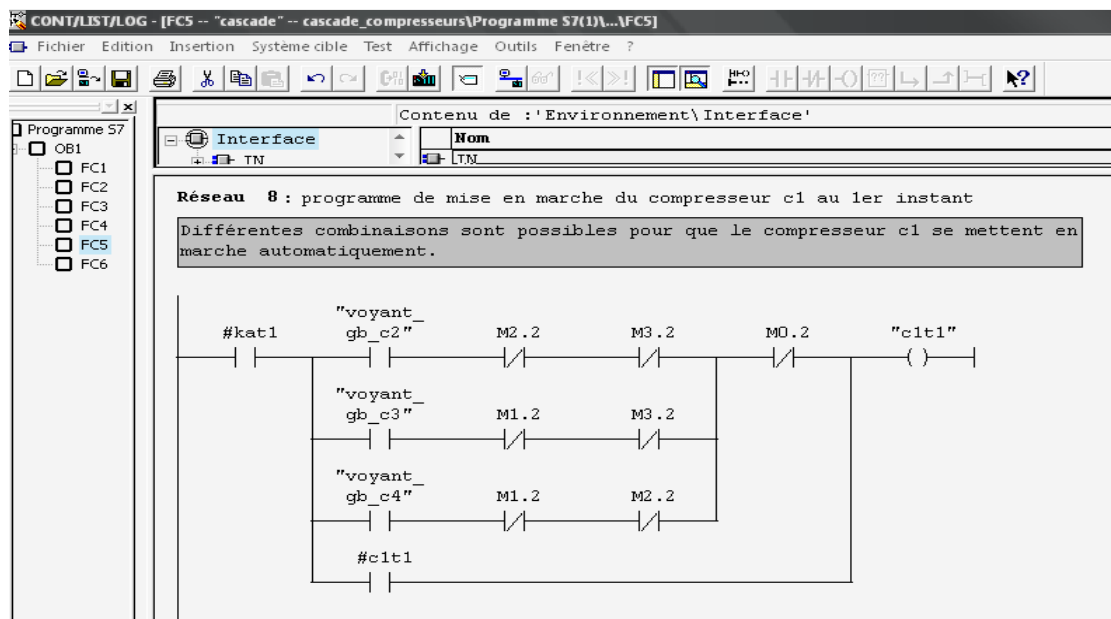 CONT/LIST/LOG - [FC5 -- "cascade" -- cascade_compresseurs\Programme S7(1)\...\FC5]
Fichier Edition Insertion Système cible Test Affichage Outils Fenêtre ?
Contenu de :'Environnement\Interface'
Programme S7
OB1
FC1
FC2
FC3
FC4
FC5
FC6
Interface
IN
Nom
IN
Réseau 8 : programme de mise en marche du compresseur c1 au 1er instant
Différentes combinaisons sont possibles pour que le compresseur c1 se mettent en
marche automatiquement.
"voyant_
#kat1 gb_c2" M2.2 M3.2 M0.2 "c1t1"
"voyant_
gb_c3" M1.2 M3.2
"voyant_
gb_c4" M1.2 M2.2
#c1t1